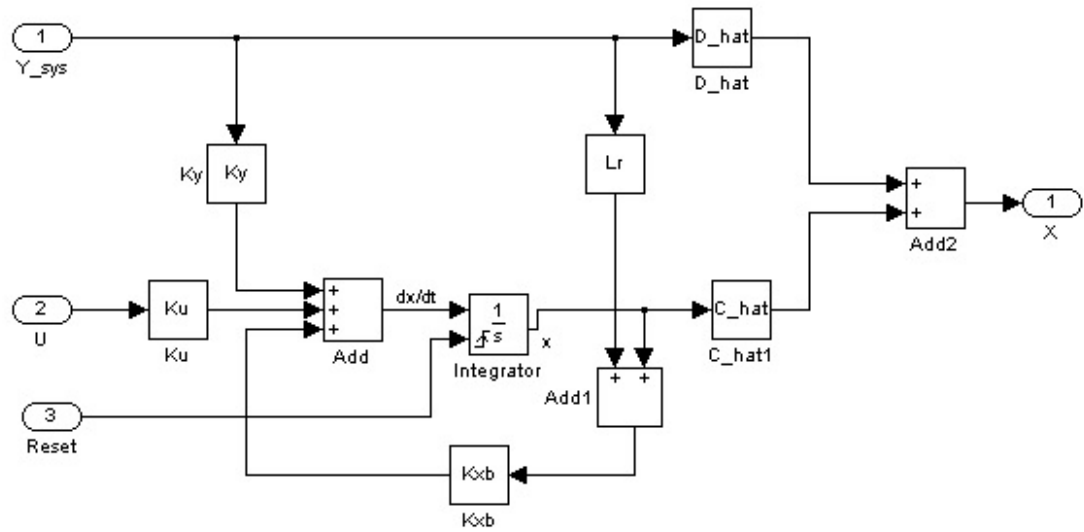 1
Y_sys
D_hat
D_hat
Ky
Ky
Lr
+
+
Add2
1
X
2
U
Ku
Ku
+
+
+
Add
dx/dt
1
s
Integrator
x
C_hat
C_hat1
+ +
Add1
3
Reset
Kxb
Kxb